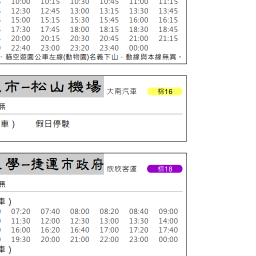 10:00 10:15 10:30 10:45 11:00 11:15
12:30 12:45 13:00 13:15 13:30 13:45
15:00 15:15 15:30 15:45 16:00 16:15
17:30 17:45 18:00 18:15 18:30 18:45
20:00 20:15 20:30 20:45 21:00 21:15
22:40 23:00 23:20 23:40 00:00
，貓空遊園公車左線(動物園)名義下山，動線與本線無異。
市-松山機場 大南汽車 棕16
無
車） 假日停駛
學-捷運市政府 欣欣客運 棕18
無
車）
07:20 07:40 08:00 08:20 08:40 09:00
11:30 12:00 12:30 13:00 13:30 14:00
16:00 16:20 16:40 17:00 17:20 17:40
19:30 20:00 21:00 22:00 23:00 00:00
車）